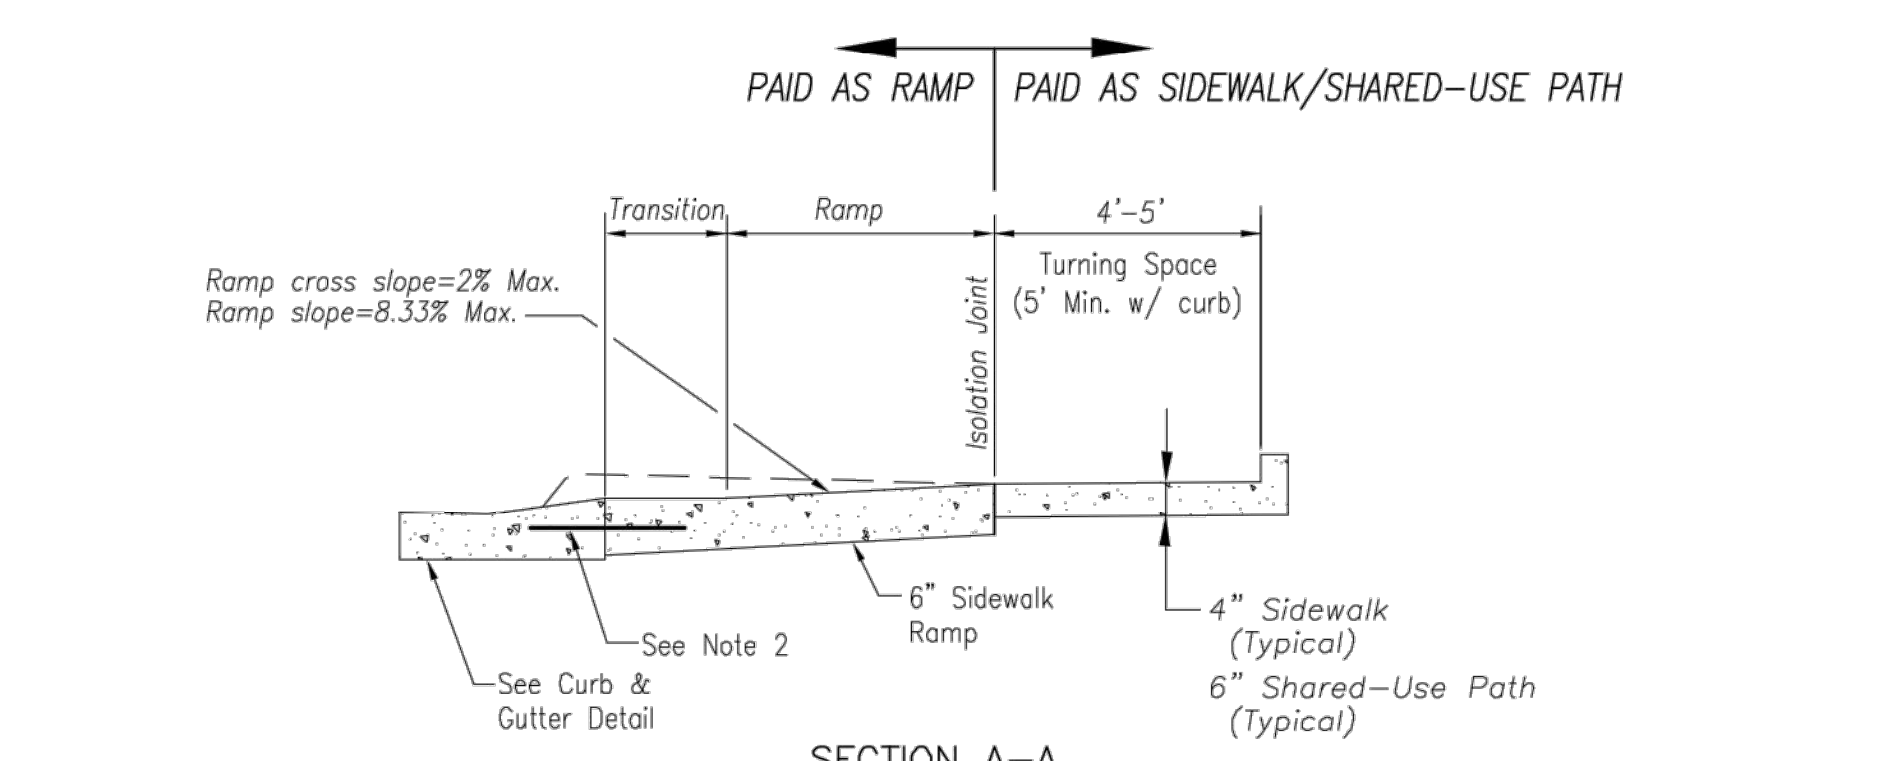 PAID AS RAMP
PAID AS SIDEWALK/SHARED-USE PATH
Transition
Ramp
4'-5'
Ramp cross slope=2% Max.
Ramp slope=8.33% Max.
Turning Space
(5' Min. w/ curb)
Isolation Joint
6" Sidewalk
Ramp
See Note 2
See Curb &
Gutter Detail
4" Sidewalk
(Typical)
6" Shared-Use Path
(Typical)
SECTION A-A